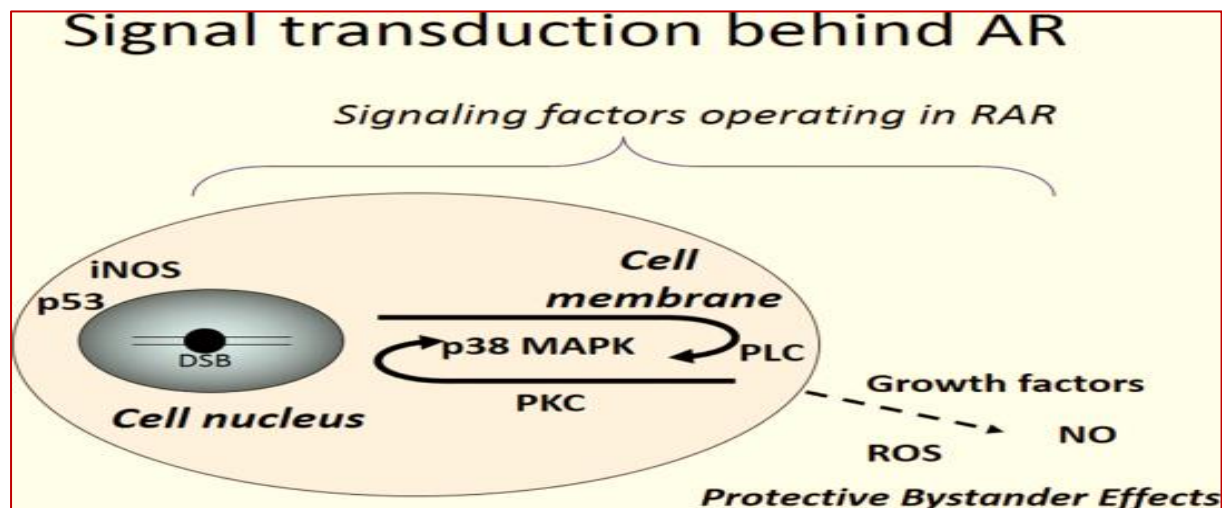 Signal transduction behind AR
Signaling factors operating in RAR
iNOS
p53
DSB
Cell nucleus
Cell
membrane
p38 MAPK
PLC
PKC
Growth factors
NO
ROS
Protective Bystander Effects